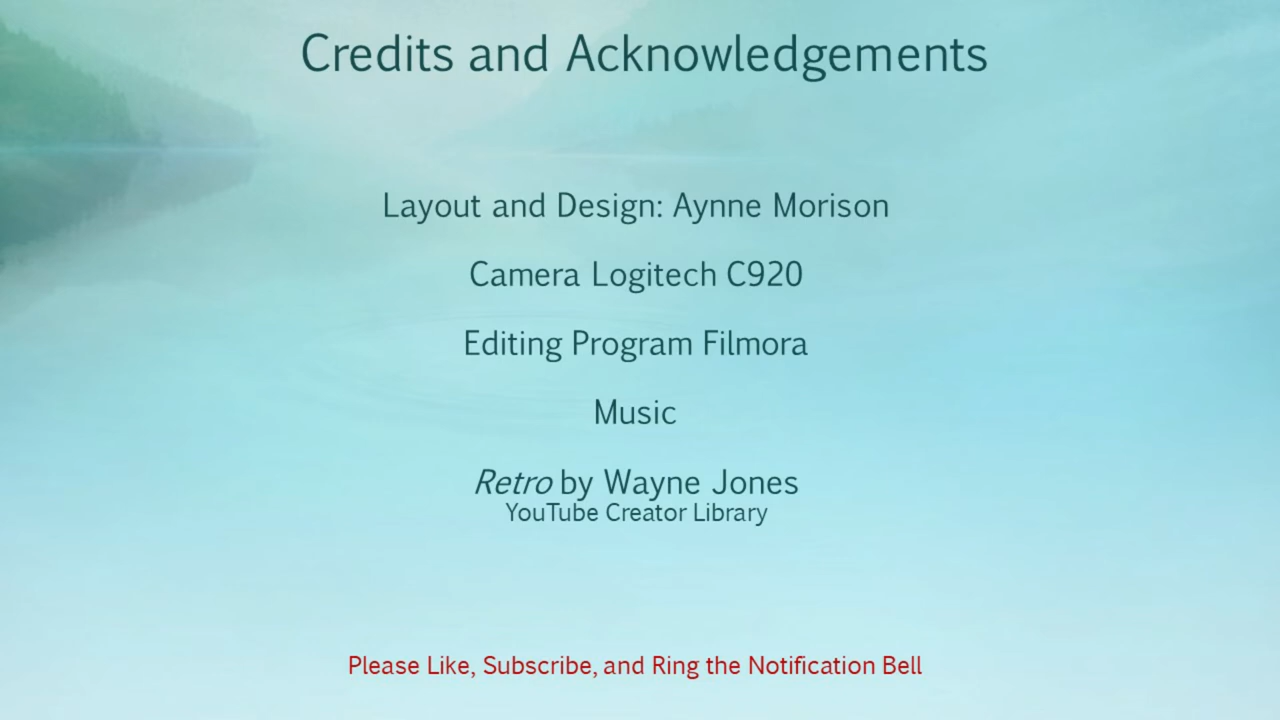 Credits and Acknowledgements
Layout and Design: Aynne Morison
Camera Logitech C920
Editing Program Filmora
Music
Retro by Wayne Jones
YouTube Creator Library
Please Like, Subscribe, and Ring the Notification Bell